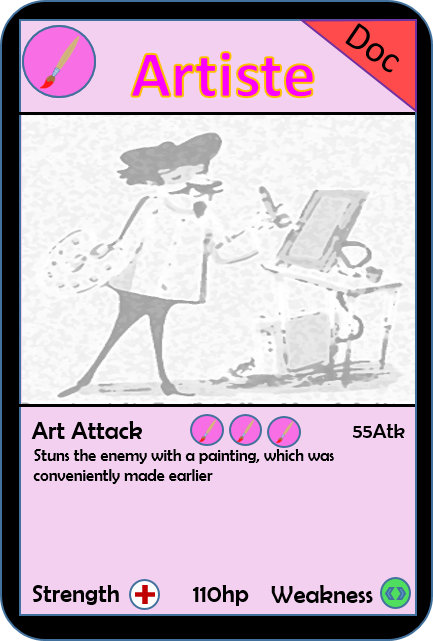 Artiste
Doc
Art Attack 55Atk
Stuns the enemy with a painting, which was
conveniently made earlier
Strength 110hp Weakness